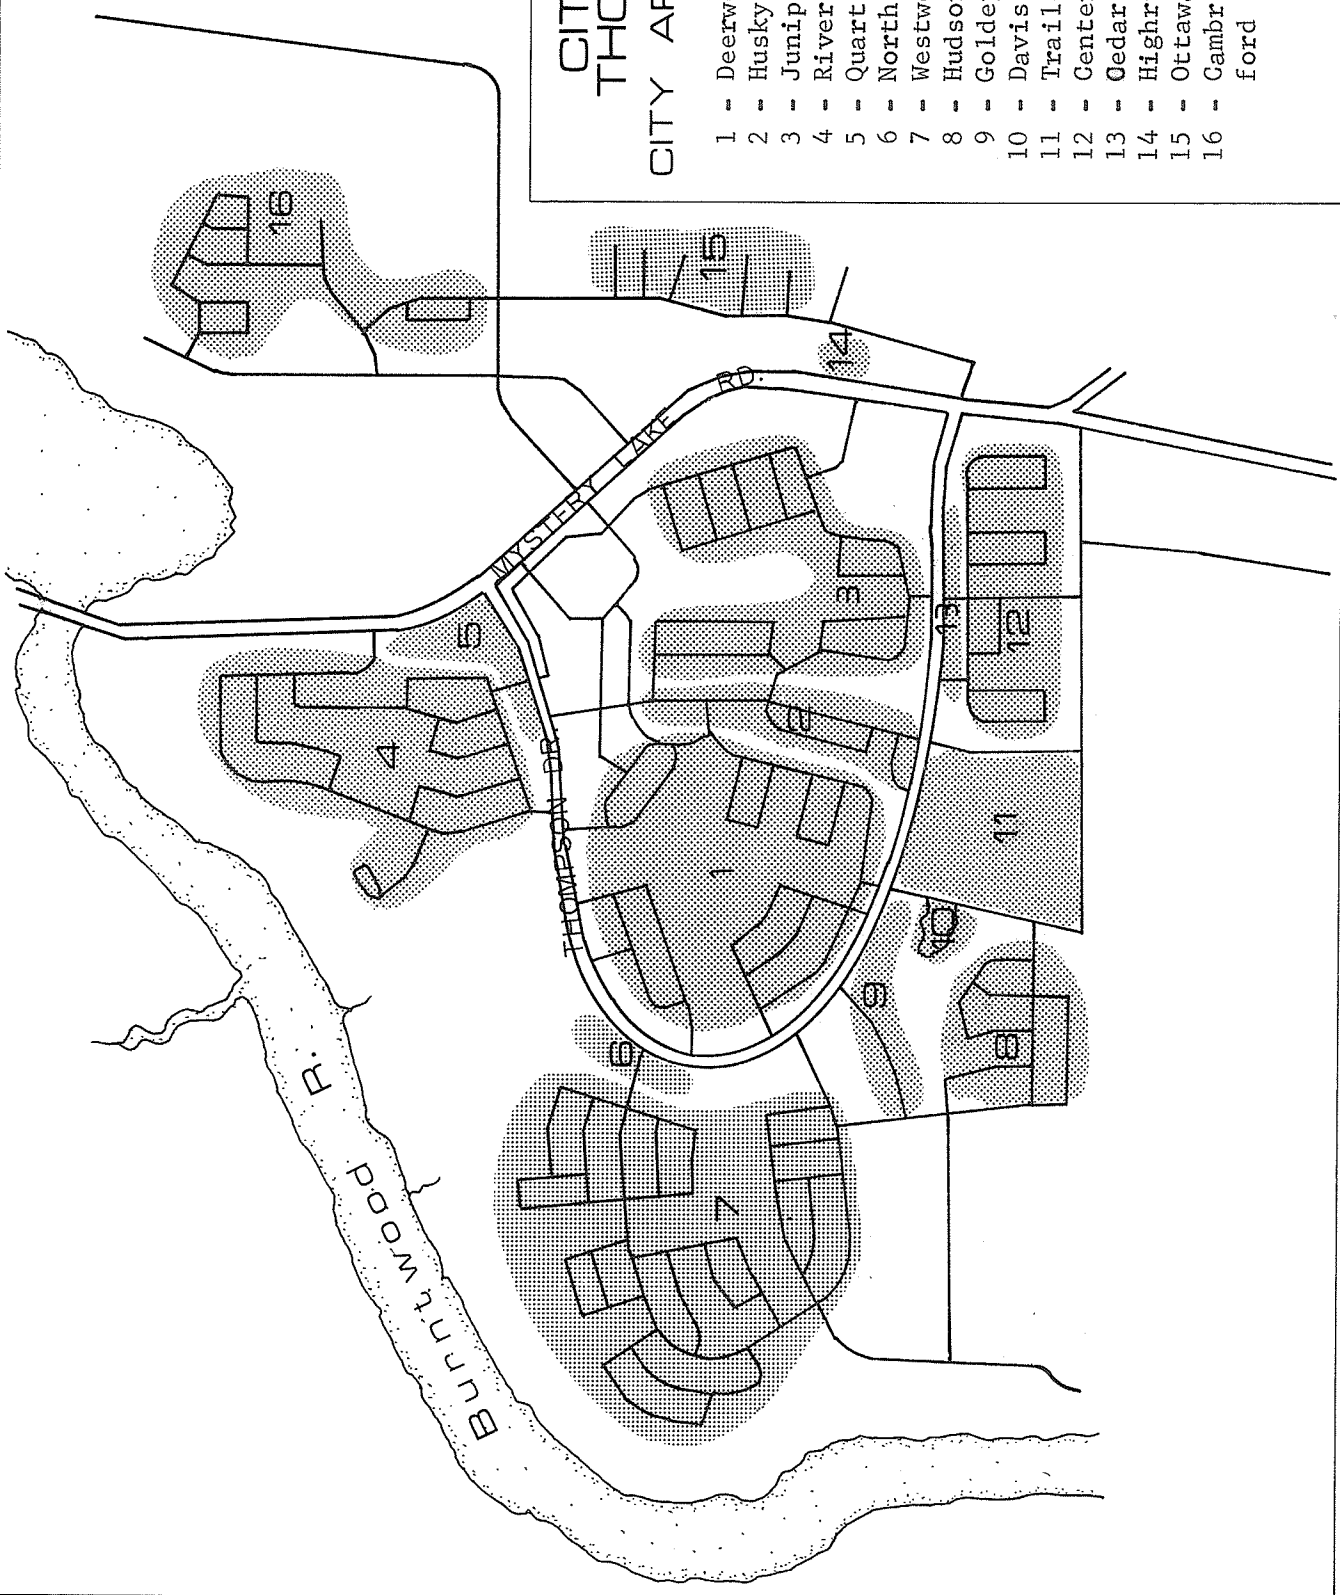 CIT
THO
CITY AR
1 - Deerw
2 - Husky
3 - Junip
4 - River
5 - Quart
6 - North
7 - Westw
8 - Hudso
9 - Golde
10 - Davis
11 - Trail
12 - Cente
13 - Cedar
14 - Highr
15 - Ottaw
16 - Cambr
ford
16
15
14
MYSTERY LAKE RD.
5
3
13
12
4
2
THOMPSON DR
1
11
10
9
8
6
7
Burntwood R.